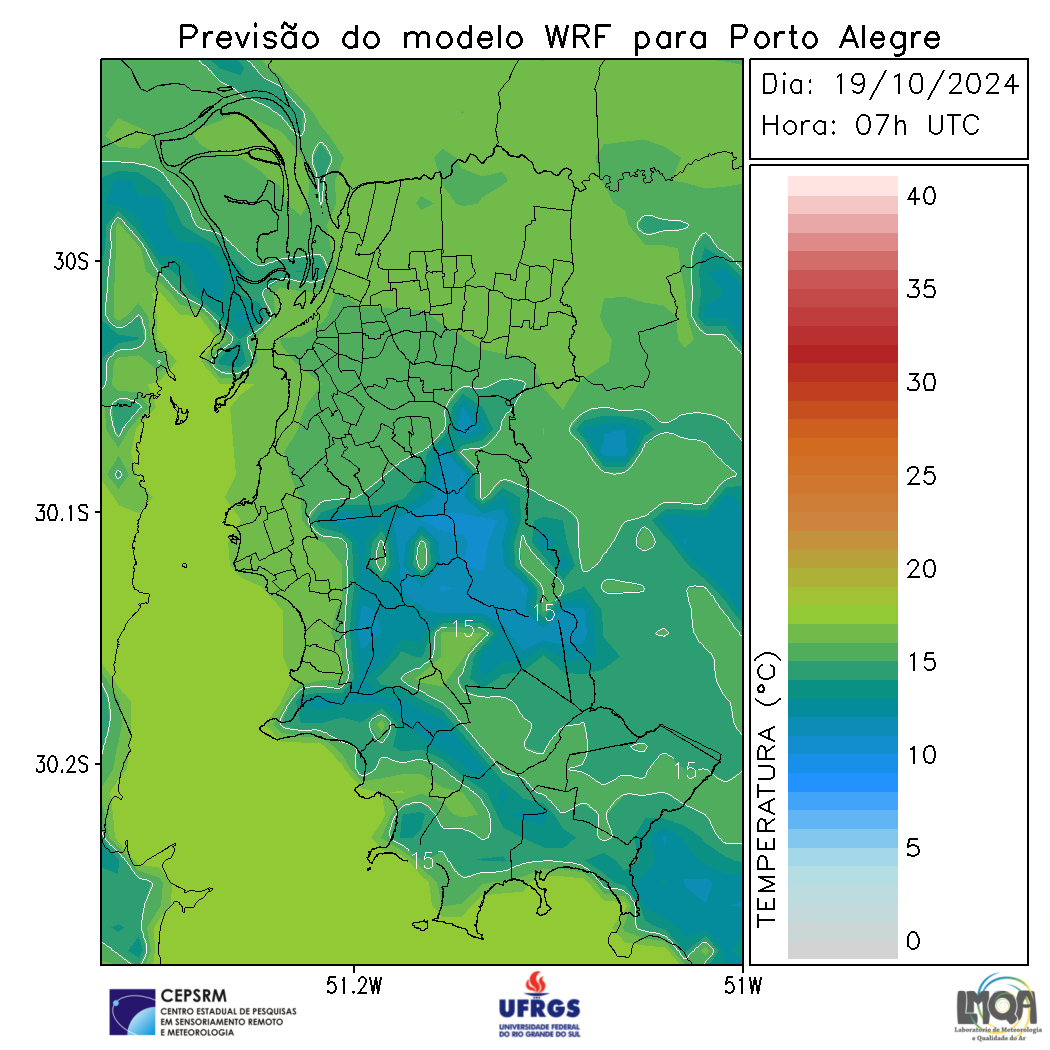 Previsão do modelo WRF para Porto Alegre
Dia: 19/10/2024
Hora: 07h UTC
40
35
30
25
20
15
10
5
0
TEMPERATURA (°C)
30S
30.1S
30.2S
51.2W
51W
15
15
15
15
CEPSRM
CENTRO ESTADUAL DE PESQUISAS
EM SENSORIAMENTO REMOTO
E METEOROLOGIA
UFRGS
UNIVERSIDADE FEDERAL
DO RIO GRANDE DO SUL
LMQA
Laboratório de Meteorologia
e Qualidade do Ar